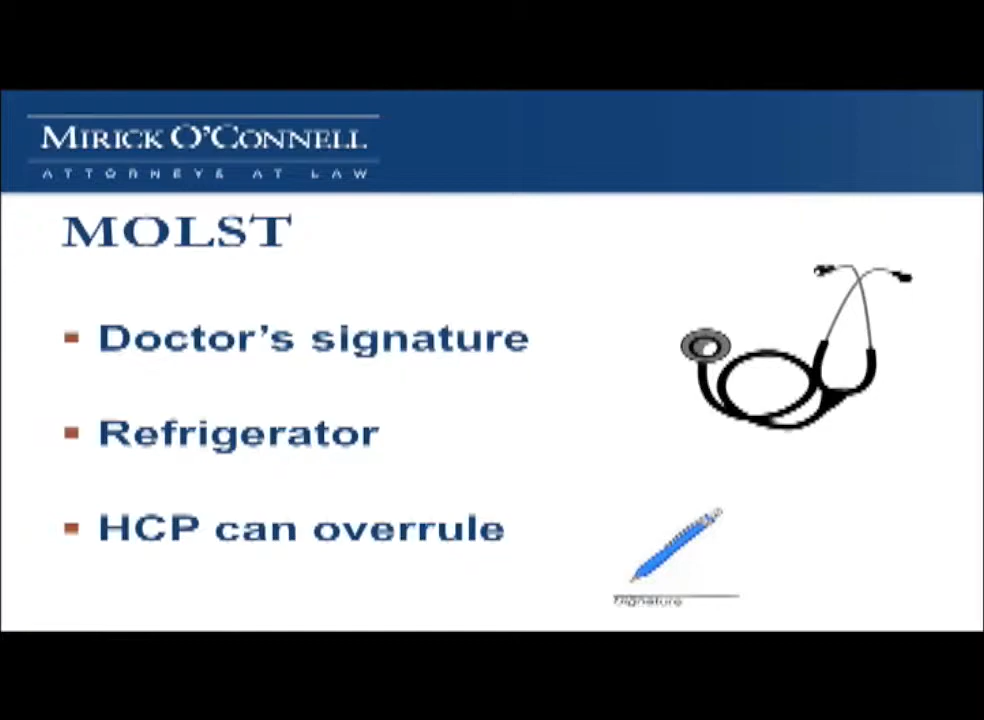 MIRICK O'CONNELL
ATTORNEYS AT LAW
MOLST
Doctor's signature
Refrigerator
HCP can overrule
Signature